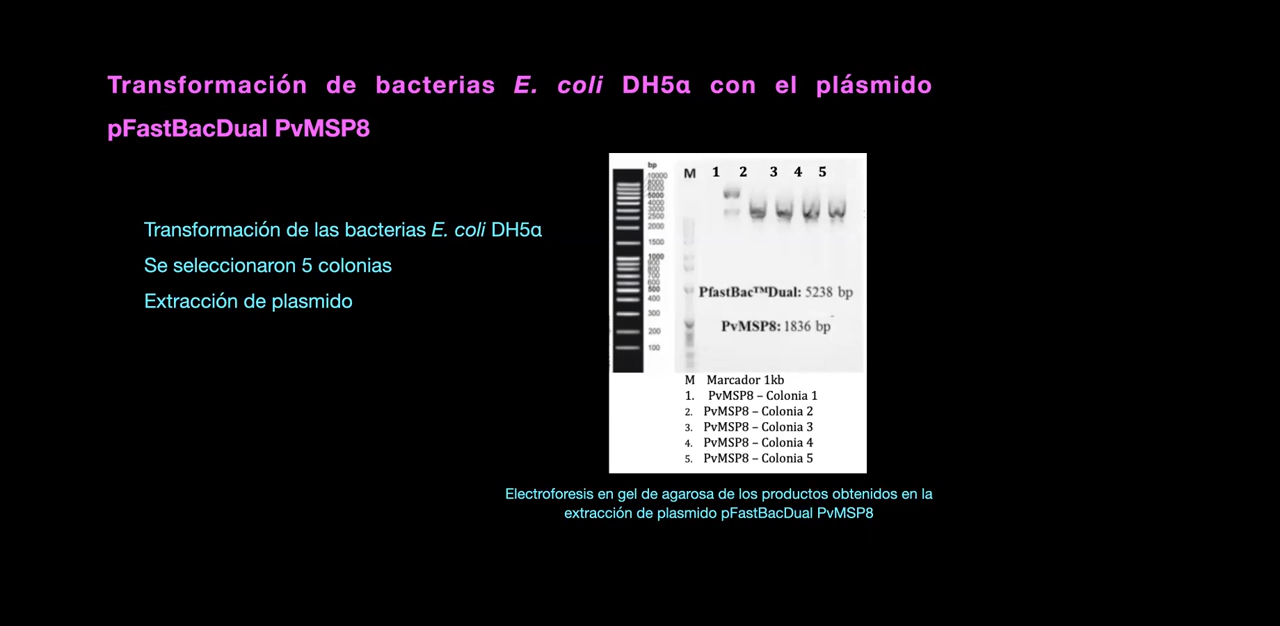 Transformación de bacterias E. coli DH5α con el plásmido
pFastBacDual PvMSP8
Transformación de las bacterias E. coli DH5α
Se seleccionaron 5 colonias
Extracción de plasmido
bp
10000
8000
6000
5000
4000
3000
2500
2000
1500
1000
900
800
700
600
500
400
300
200
100
M 1 2 3 4 5
PfastBac™Dual: 5238 bp
PvMSP8: 1836 bp
M Marcador 1kb
1. PvMSP8 – Colonia 1
2. PvMSP8 – Colonia 2
3. PvMSP8 – Colonia 3
4. PvMSP8 – Colonia 4
5. PvMSP8 – Colonia 5
Electroforesis en gel de agarosa de los productos obtenidos en la
extracción de plasmido pFastBacDual PvMSP8